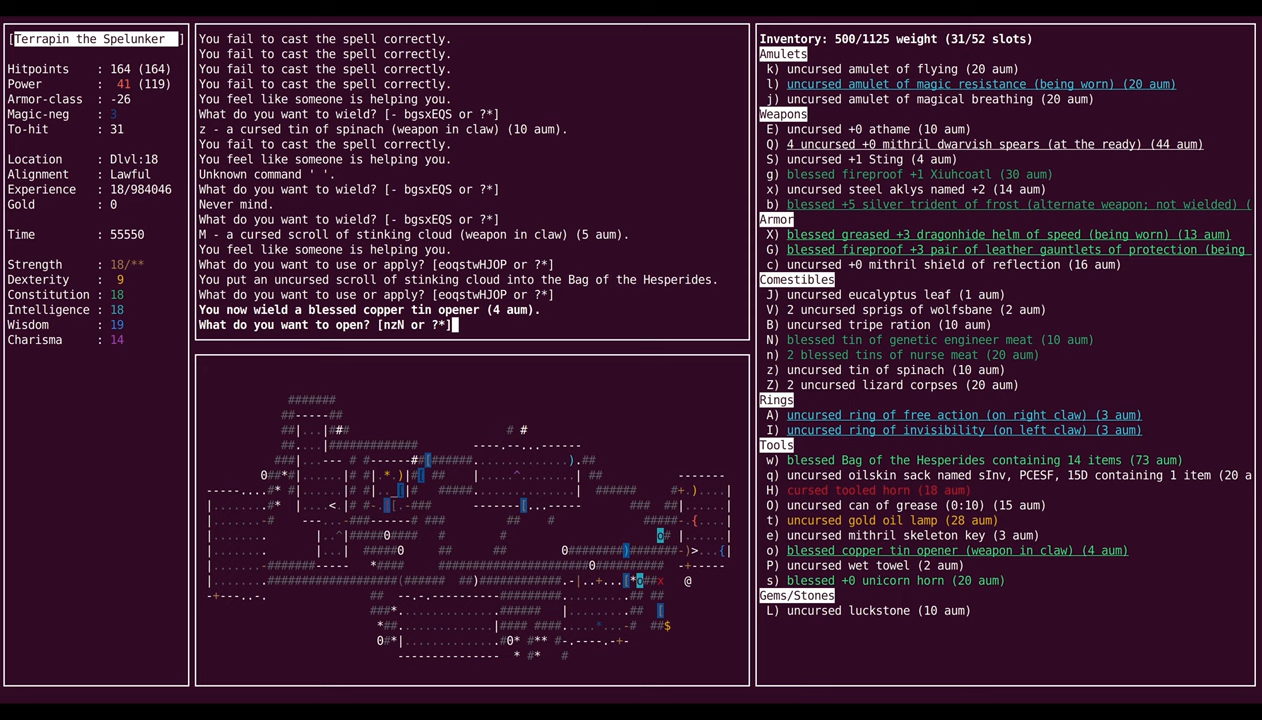 [Terrapin the Spelunker  ]
Hitpoints    : 164 (164)
Power        :  41 (119)
Armor-class  : -26
Magic-neg    : 3
To-hit       : 31
Location     : Dlvl:18
Alignment    : Lawful
Experience   : 18/984046
Gold         : 0
Time         : 55550
Strength     : 18/**
Dexterity    :  9
Constitution : 18
Intelligence : 18
Wisdom       : 19
Charisma     : 14
You fail to cast the spell correctly.
You fail to cast the spell correctly.
You fail to cast the spell correctly.
You fail to cast the spell correctly.
You feel like someone is helping you.
What do you want to wield? [- bgsxEQS or ?*]
z - a cursed tin of spinach (weapon in claw) (10 aum).
You fail to cast the spell correctly.
You feel like someone is helping you.
Unknown command ' '.
What do you want to wield? [- bgsxEQS or ?*]
Never mind.
What do you want to wield? [- bgsxEQS or ?*]
M - a cursed scroll of stinking cloud (weapon in claw) (5 aum).
You feel like someone is helping you.
What do you want to use or apply? [eoqstwHJOP or ?*]
You put an uncursed scroll of stinking cloud into the Bag of the Hesperides.
What do you want to use or apply? [eoqstwHJOP or ?*]
You now wield a blessed copper tin opener (4 aum).
What do you want to open? [nzN or ?*]
Inventory: 500/1125 weight (31/52 slots)
Amulets
k) uncursed amulet of flying (20 aum)
l) uncursed amulet of magic resistance (being worn) (20 aum)
j) uncursed amulet of magical breathing (20 aum)
Weapons
E) uncursed +0 athame (10 aum)
Q) 4 uncursed +0 mithril dwarvish spears (at the ready) (44 aum)
S) uncursed +1 Sting (4 aum)
g) blessed fireproof +1 Xiuhcoatl (30 aum)
x) uncursed steel aklys named +2 (14 aum)
b) blessed +5 silver trident of frost (alternate weapon; not wielded) (
Armor
X) blessed greased +3 dragonhide helm of speed (being worn) (13 aum)
G) blessed fireproof +3 pair of leather gauntlets of protection (being
c) uncursed +0 mithril shield of reflection (16 aum)
Comestibles
J) uncursed eucalyptus leaf (1 aum)
V) 2 uncursed sprigs of wolfsbane (2 aum)
B) uncursed tripe ration (10 aum)
N) blessed tin of genetic engineer meat (10 aum)
n) 2 blessed tins of nurse meat (20 aum)
z) uncursed tin of spinach (10 aum)
Z) 2 uncursed lizard corpses (20 aum)
Rings
A) uncursed ring of free action (on right claw) (3 aum)
I) uncursed ring of invisibility (on left claw) (3 aum)
Tools
w) blessed Bag of the Hesperides containing 14 items (73 aum)
q) uncursed oilskin sack named sInv, PCESF, 15D containing 1 item (20 a
H) cursed tooled horn (18 aum)
O) uncursed can of grease (0:10) (15 aum)
t) uncursed gold oil lamp (28 aum)
e) uncursed mithril skeleton key (3 aum)
o) blessed copper tin opener (weapon in claw) (4 aum)
P) uncursed wet towel (2 aum)
s) blessed +0 unicorn horn (20 aum)
Gems/Stones
L) uncursed luckstone (10 aum)